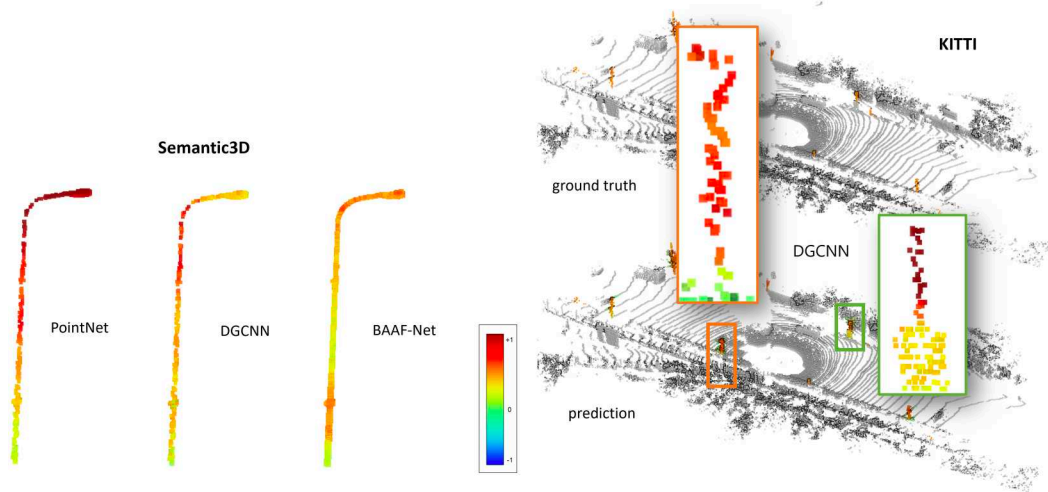 KITTI
Semantic3D
ground truth
DGCNN
PointNet
DGCNN
BAAF-Net
+1
0
-1
prediction